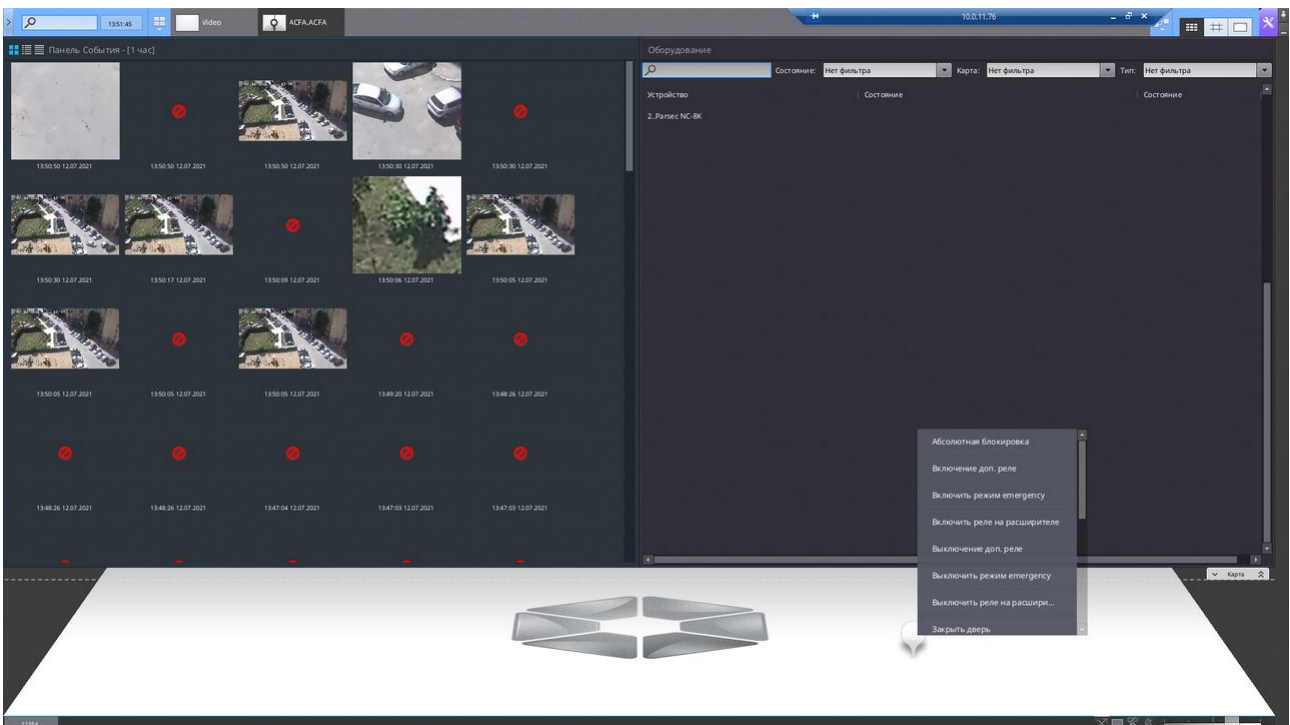 13:51:45
video
ACFA.ACFA
10.0.11.76
Панель События - [1 час]
13:50:50 12.07.2021
13:50:50 12.07.2021
13:50:50 12.07.2021
13:50:30 12.07.2021
13:50:30 12.07.2021
13:50:30 12.07.2021
13:50:17 12.07.2021
13:50:09 12.07.2021
13:50:06 12.07.2021
13:50:05 12.07.2021
13:50:05 12.07.2021
13:50:05 12.07.2021
13:50:05 12.07.2021
13:49:20 12.07.2021
13:48:26 12.07.2021
13:48:26 12.07.2021
13:48:26 12.07.2021
13:47:04 12.07.2021
13:47:03 12.07.2021
13:47:03 12.07.2021
Оборудование
Состояние: Нет фильтра Карта: Нет фильтра Тип: Нет фильтра
Устройство Состояние Состояние
2..Parsec NC-8K
Абсолютная блокировка
Включение доп. реле
Включить режим emergency
Включить реле на расширителе
Выключение доп. реле
Выключить режим emergency
Выключить реле на расшири...
Закрыть дверь
Карта